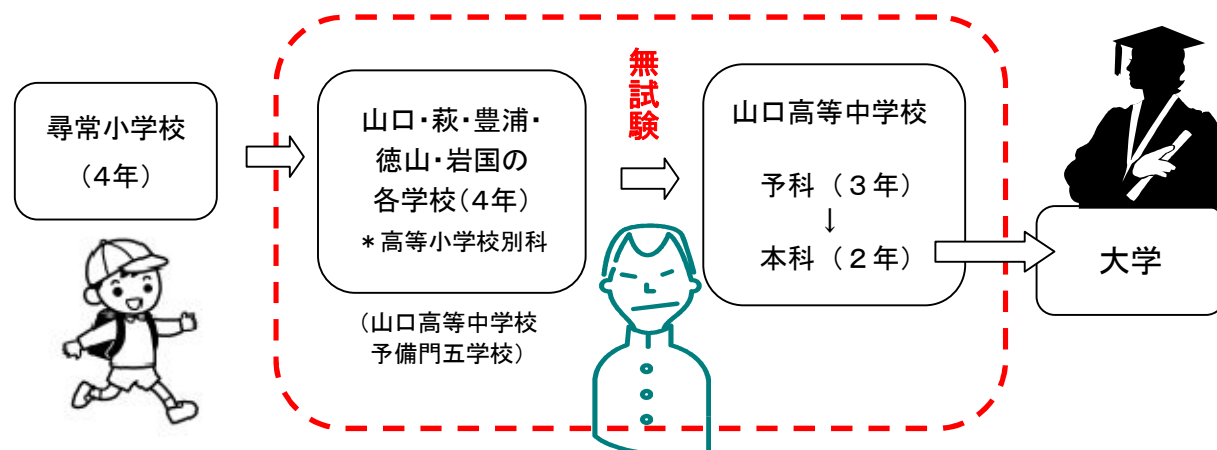 尋常小学校
（４年）
山口・萩・豊浦・
徳山・岩国の
各学校（４年）
＊高等小学校別科
（山口高等中学校
予備門五学校）
無試験
山口高等中学校
予科（３年）
↓
本科（２年）
大学